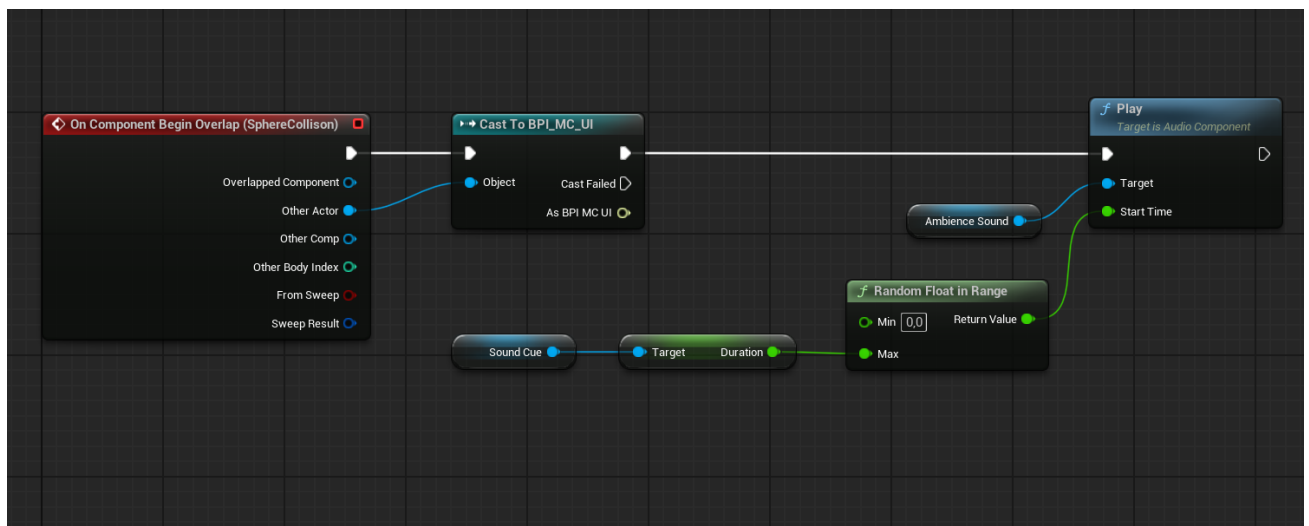 On Component Begin Overlap (SphereCollison)
Overlapped Component
Other Actor
Other Comp
Other Body Index
From Sweep
Sweep Result
Cast To BPI_MC_UI
Object
Cast Failed
As BPI MC UI
Sound Cue
Target
Duration
f Random Float in Range
Min 0,0
Return Value
Max
Ambience Sound
f Play
Target is Audio Component
Target
Start Time